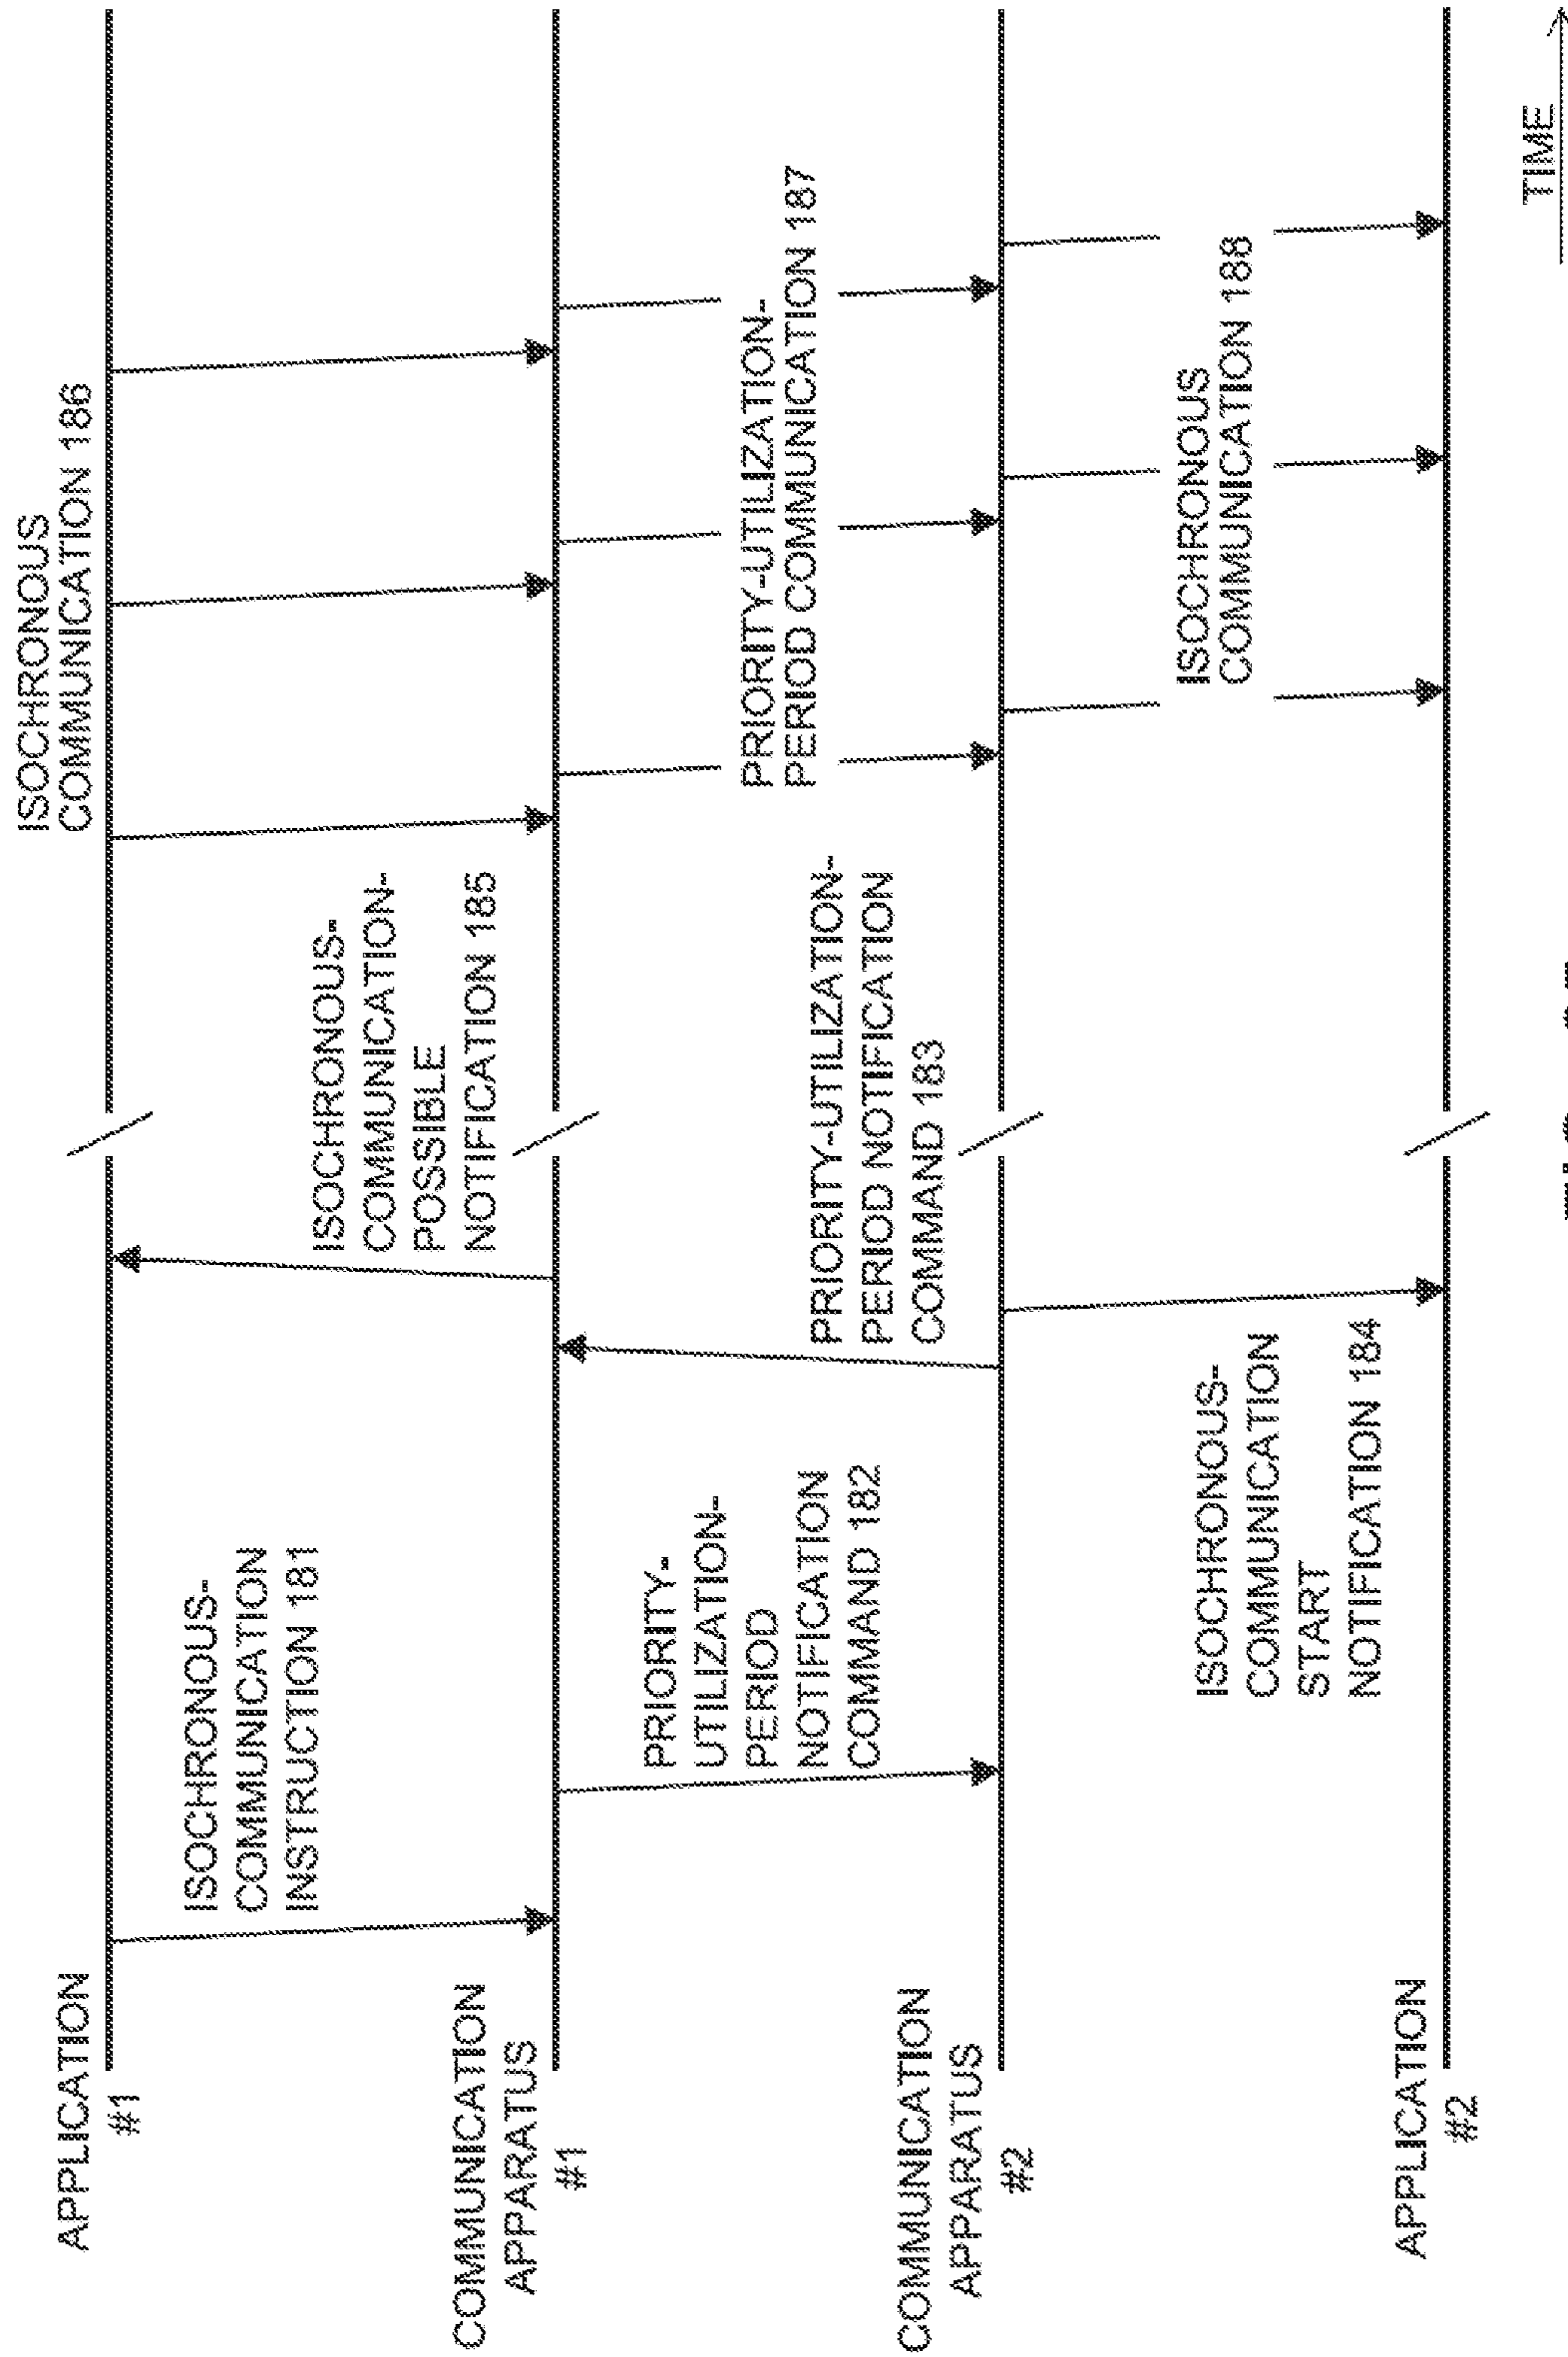 APPLICATION
#1
COMMUNICATION
APPARATUS
#1
COMMUNICATION
APPARATUS
#2
APPLICATION
#2
ISOCHRONOUS-
COMMUNICATION
INSTRUCTION 181
PRIORITY-
UTILIZATION-
PERIOD
NOTIFICATION
COMMAND 182
PRIORITY-UTILIZATION-
PERIOD NOTIFICATION
COMMAND 183
ISOCHRONOUS-
COMMUNICATION
START
NOTIFICATION 184
ISOCHRONOUS-
COMMUNICATION-
POSSIBLE
NOTIFICATION 185
ISOCHRONOUS
COMMUNICATION 186
PRIORITY-UTILIZATION-
PERIOD COMMUNICATION 187
ISOCHRONOUS
COMMUNICATION 188
TIME